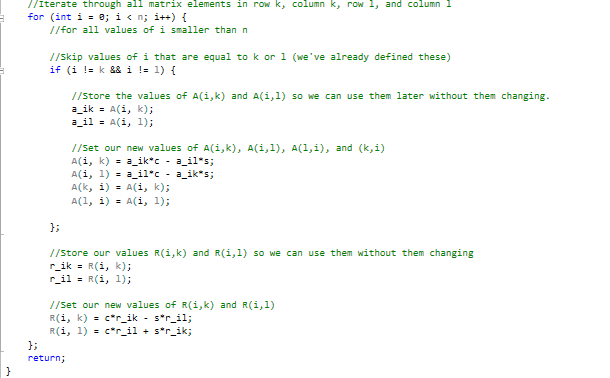 //Iterate through all matrix elements in row k, column k, row l, and column l
for (int i = 0; i < n; i++) {
//for all values of i smaller than n
//Skip values of i that are equal to k or l (we've already defined these)
if (i != k && i != l) {
//Store the values of A(i,k) and A(i,l) so we can use them later without them changing.
a_ik = A(i, k);
a_il = A(i, l);
//Set our new values of A(i,k), A(i,l), A(l,i), and (k,i)
A(i, k) = a_ik*c - a_il*s;
A(i, l) = a_il*c - a_ik*s;
A(k, i) = A(i, k);
A(l, i) = A(i, l);
};
//Store our values R(i,k) and R(i,l) so we can use them without them changing
r_ik = R(i, k);
r_il = R(i, l);
//Set our new values of R(i,k) and R(i,l)
R(i, k) = c*r_ik - s*r_il;
R(i, l) = c*r_il + s*r_ik;
};
return;
}